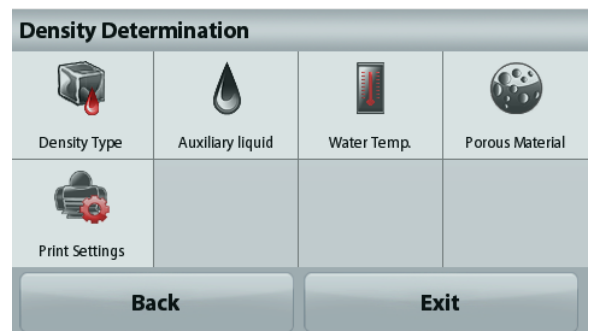 Density Determination
Density Type
Auxiliary liquid
Water Temp.
Porous Material
Print Settings
Back
Exit